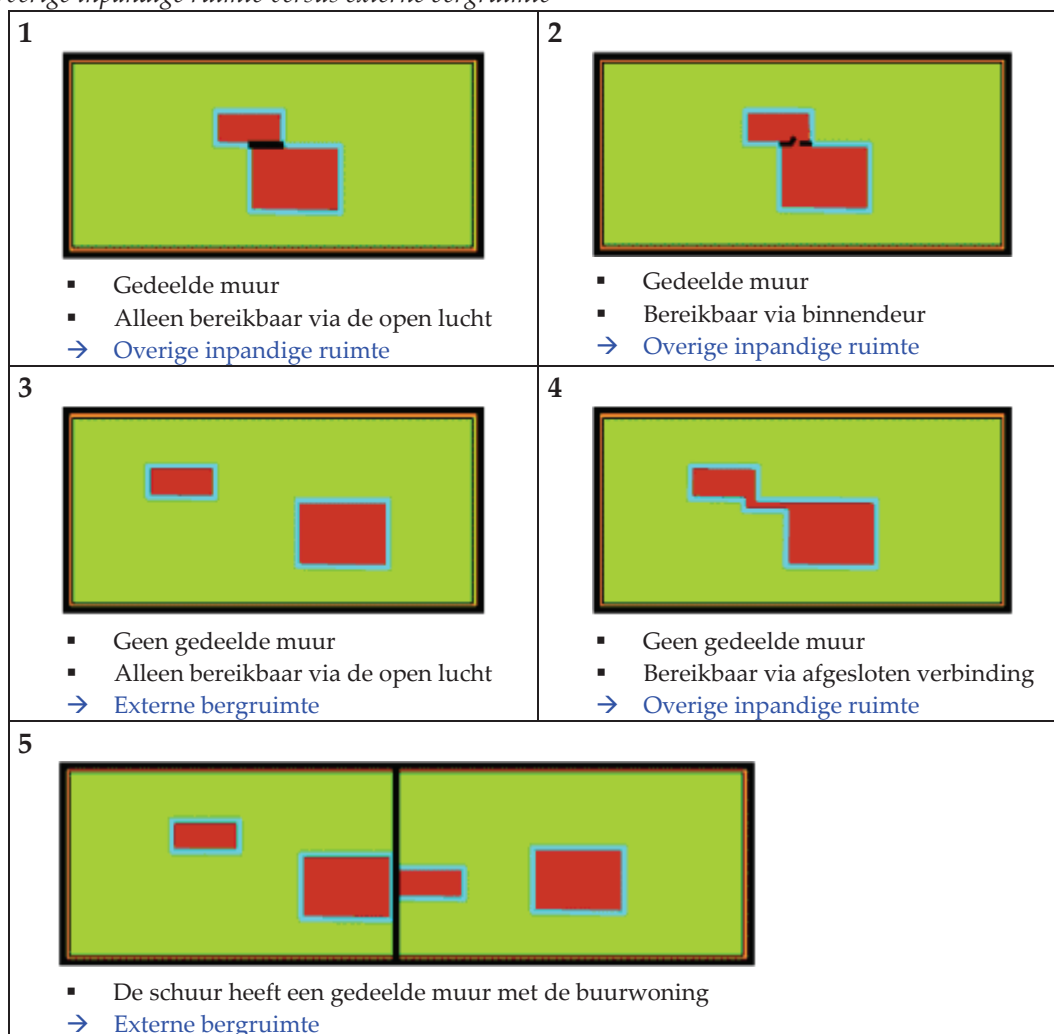 overige inpandige ruimte versus externe bergruimte
1
▪ Gedeelde muur
▪ Alleen bereikbaar via de open lucht
→ Overige inpandige ruimte
2
▪ Gedeelde muur
▪ Bereikbaar via binnendeur
→ Overige inpandige ruimte
3
▪ Geen gedeelde muur
▪ Alleen bereikbaar via de open lucht
→ Externe bergruimte
4
▪ Geen gedeelde muur
▪ Bereikbaar via afgesloten verbinding
→ Overige inpandige ruimte
5
▪ De schuur heeft een gedeelde muur met de buurwoning
→ Externe bergruimte